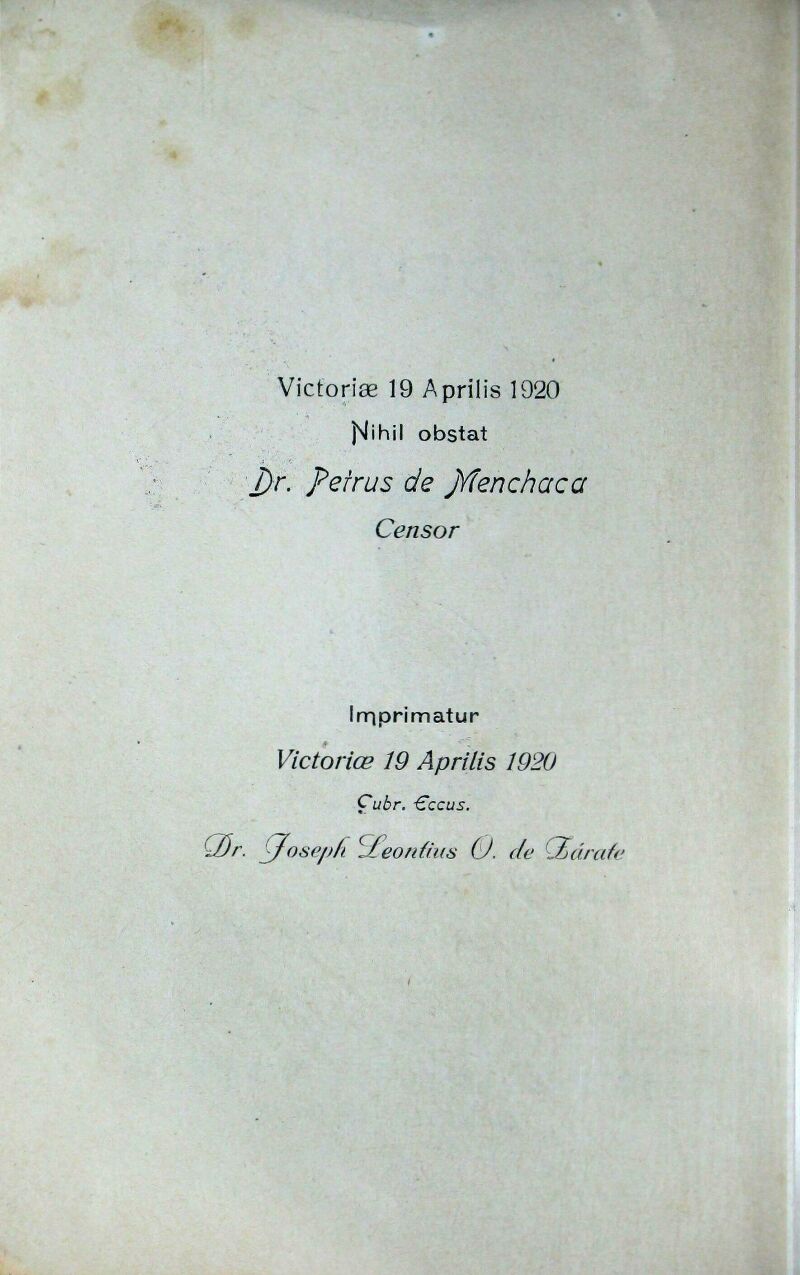 Victoriæ 19 Aprilis 1920
Nihil obstat
Dr. Petrus de Menchaca
Censor
Imprimatur
Victoriæ 19 Aprilis 1920
Gubr. Eccus.
Dr. Joseph Leontius O. de Zárate